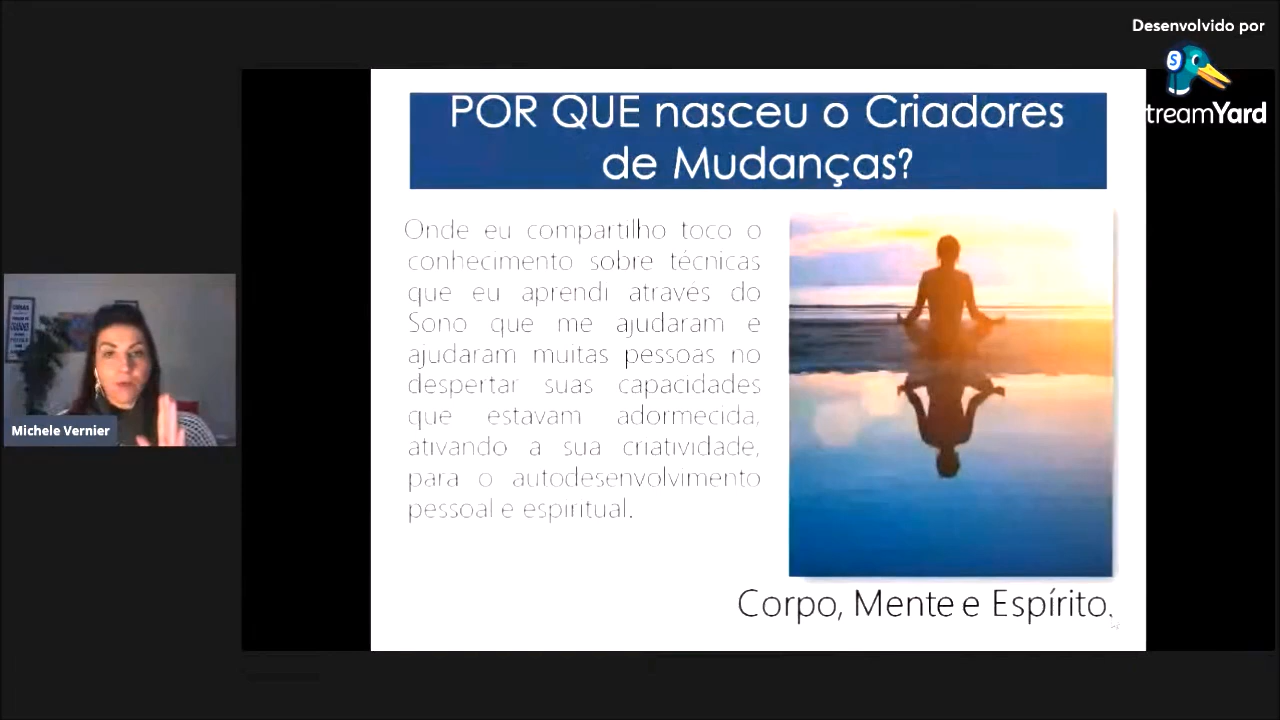 Desenvolvido por
treamYard
POR QUE nasceu o Criadores
de Mudanças?
Onde eu compartilho toco o
conhecimento sobre técnicas
que eu aprendi através do
Sono que me ajudaram e
ajudaram muitas pessoas no
despertar suas capacidades
que estavam adormecida,
ativando a sua criatividade,
para o autodesenvolvimento
pessoal e espiritual.
Corpo, Mente e Espírito.
Michele Vernier